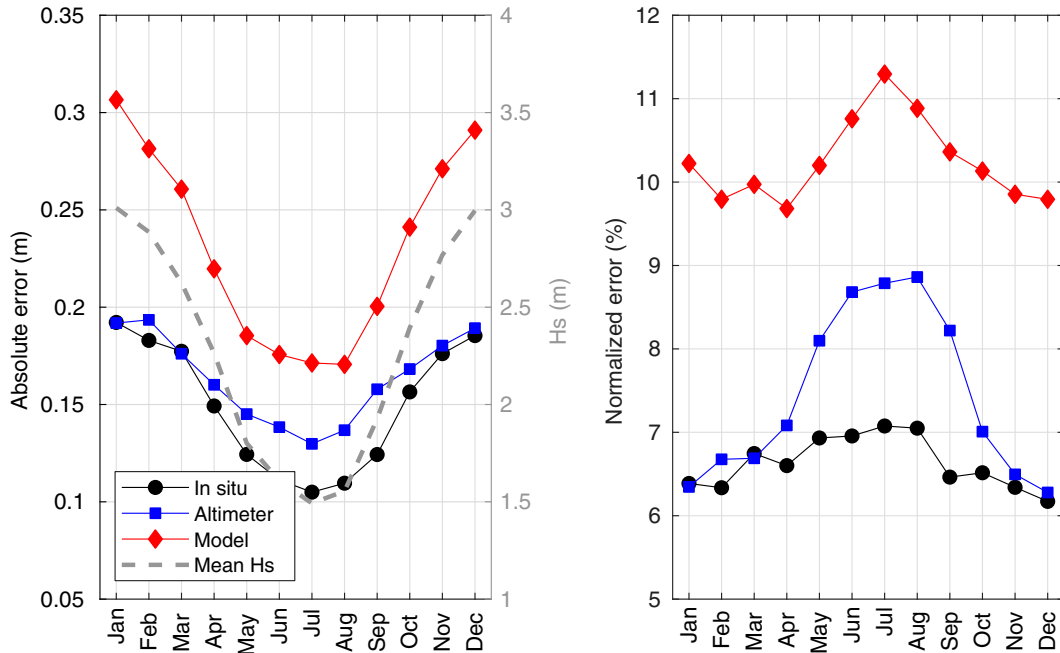 Absolute error (m)
0.35
0.3
0.25
0.2
0.15
0.1
0.05
In situ
Altimeter
Model
Mean Hs
Jan
Feb
Mar
Apr
May
Jun
Jul
Aug
Sep
Oct
Nov
Dec
4
3.5
3
2.5
2
1.5
1
Hs (m)
Normalized error (%)
12
11
10
9
8
7
6
5
Jan
Feb
Mar
Apr
May
Jun
Jul
Aug
Sep
Oct
Nov
Dec